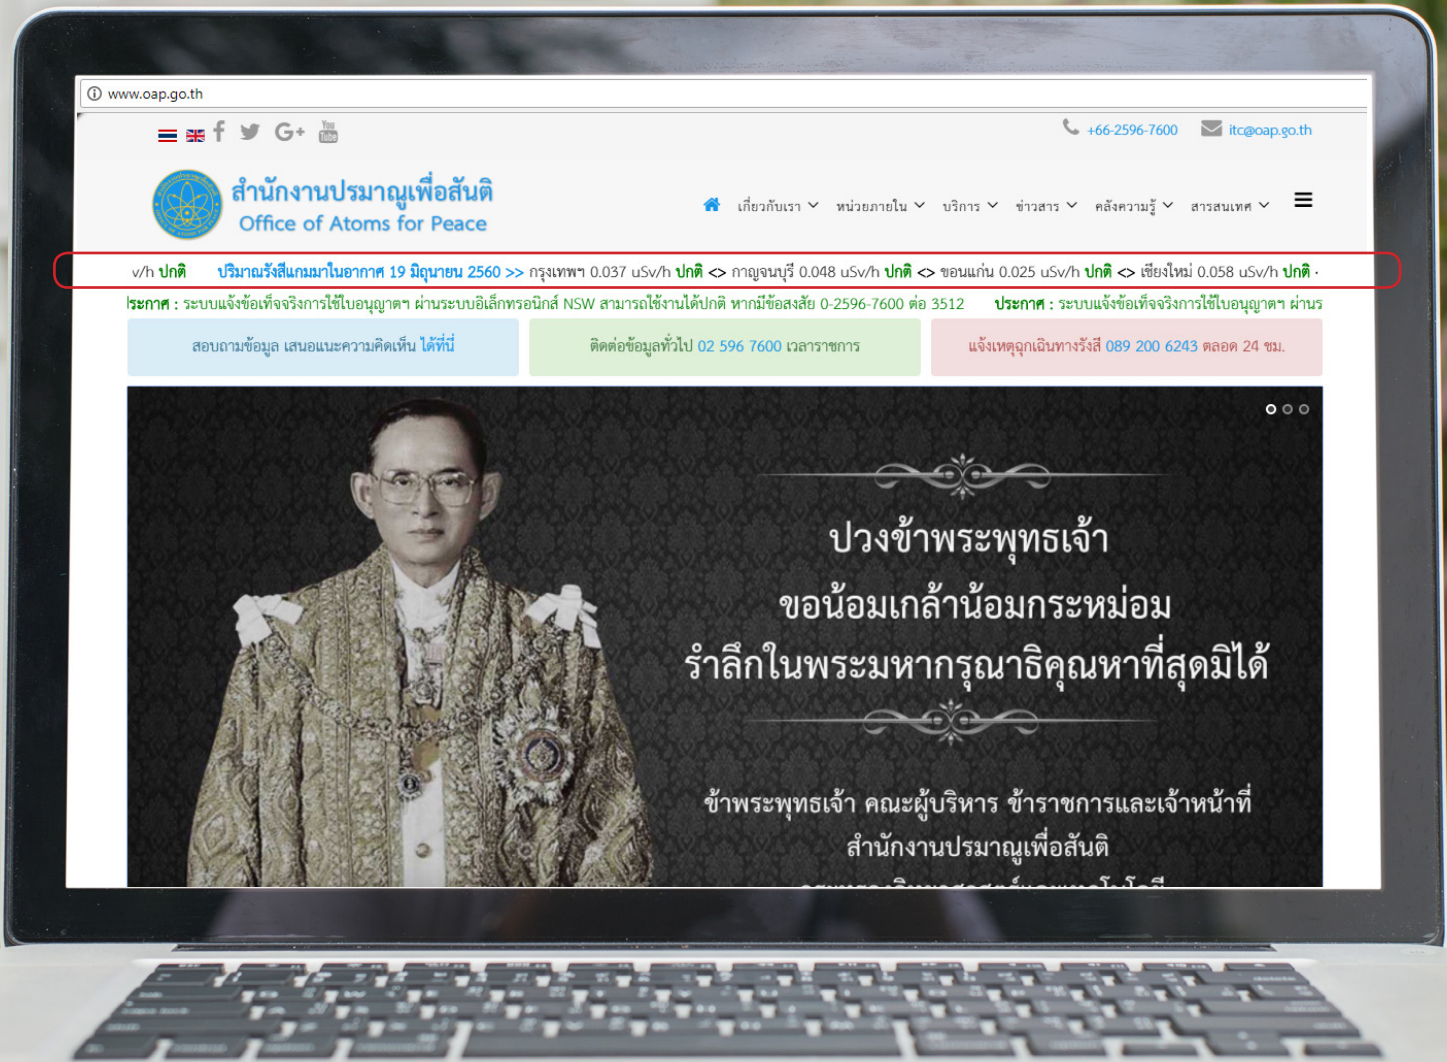 www.oap.go.th
+66-2596-7600 itc@oap.go.th
You Tube
สำนักงานปรมาณูเพื่อสันติ
Office of Atoms for Peace
เกี่ยวกับเรา หน่วยภายใน บริการ ข่าวสาร คลังความรู้ สารสนเทศ
v/h ปกติ ปริมาณรังสีแกมมาในอากาศ 19 มิถุนายน 2560 >> กรุงเทพฯ 0.037 uSv/h ปกติ <> กาญจนบุรี 0.048 uSv/h ปกติ <> ขอนแก่น 0.025 uSv/h ปกติ <> เชียงใหม่ 0.058 uSv/h ปกติ
ประกาศ : ระบบแจ้งข้อเท็จจริงการใช้ใบอนุญาตฯ ผ่านระบบอิเล็กทรอนิกส์ NSW สามารถใช้งานได้ปกติ หากมีข้อสงสัย 0-2596-7600 ต่อ 3512 ประกาศ : ระบบแจ้งข้อเท็จจริงการใช้ใบอนุญาตฯ ผ่านร
สอบถามข้อมูล เสนอแนะความคิดเห็น ได้ที่นี่
ติดต่อข้อมูลทั่วไป 02 596 7600 เวลาราชการ
แจ้งเหตุฉุกเฉินทางรังสี 089 200 6243 ตลอด 24 ชม.
ปวงข้าพระพุทธเจ้า
ขอน้อมเกล้าน้อมกระหม่อม
รำลึกในพระมหากรุณาธิคุณหาที่สุดมิได้
ข้าพระพุทธเจ้า คณะผู้บริหาร ข้าราชการและเจ้าหน้าที่
สำนักงานปรมาณูเพื่อสันติ